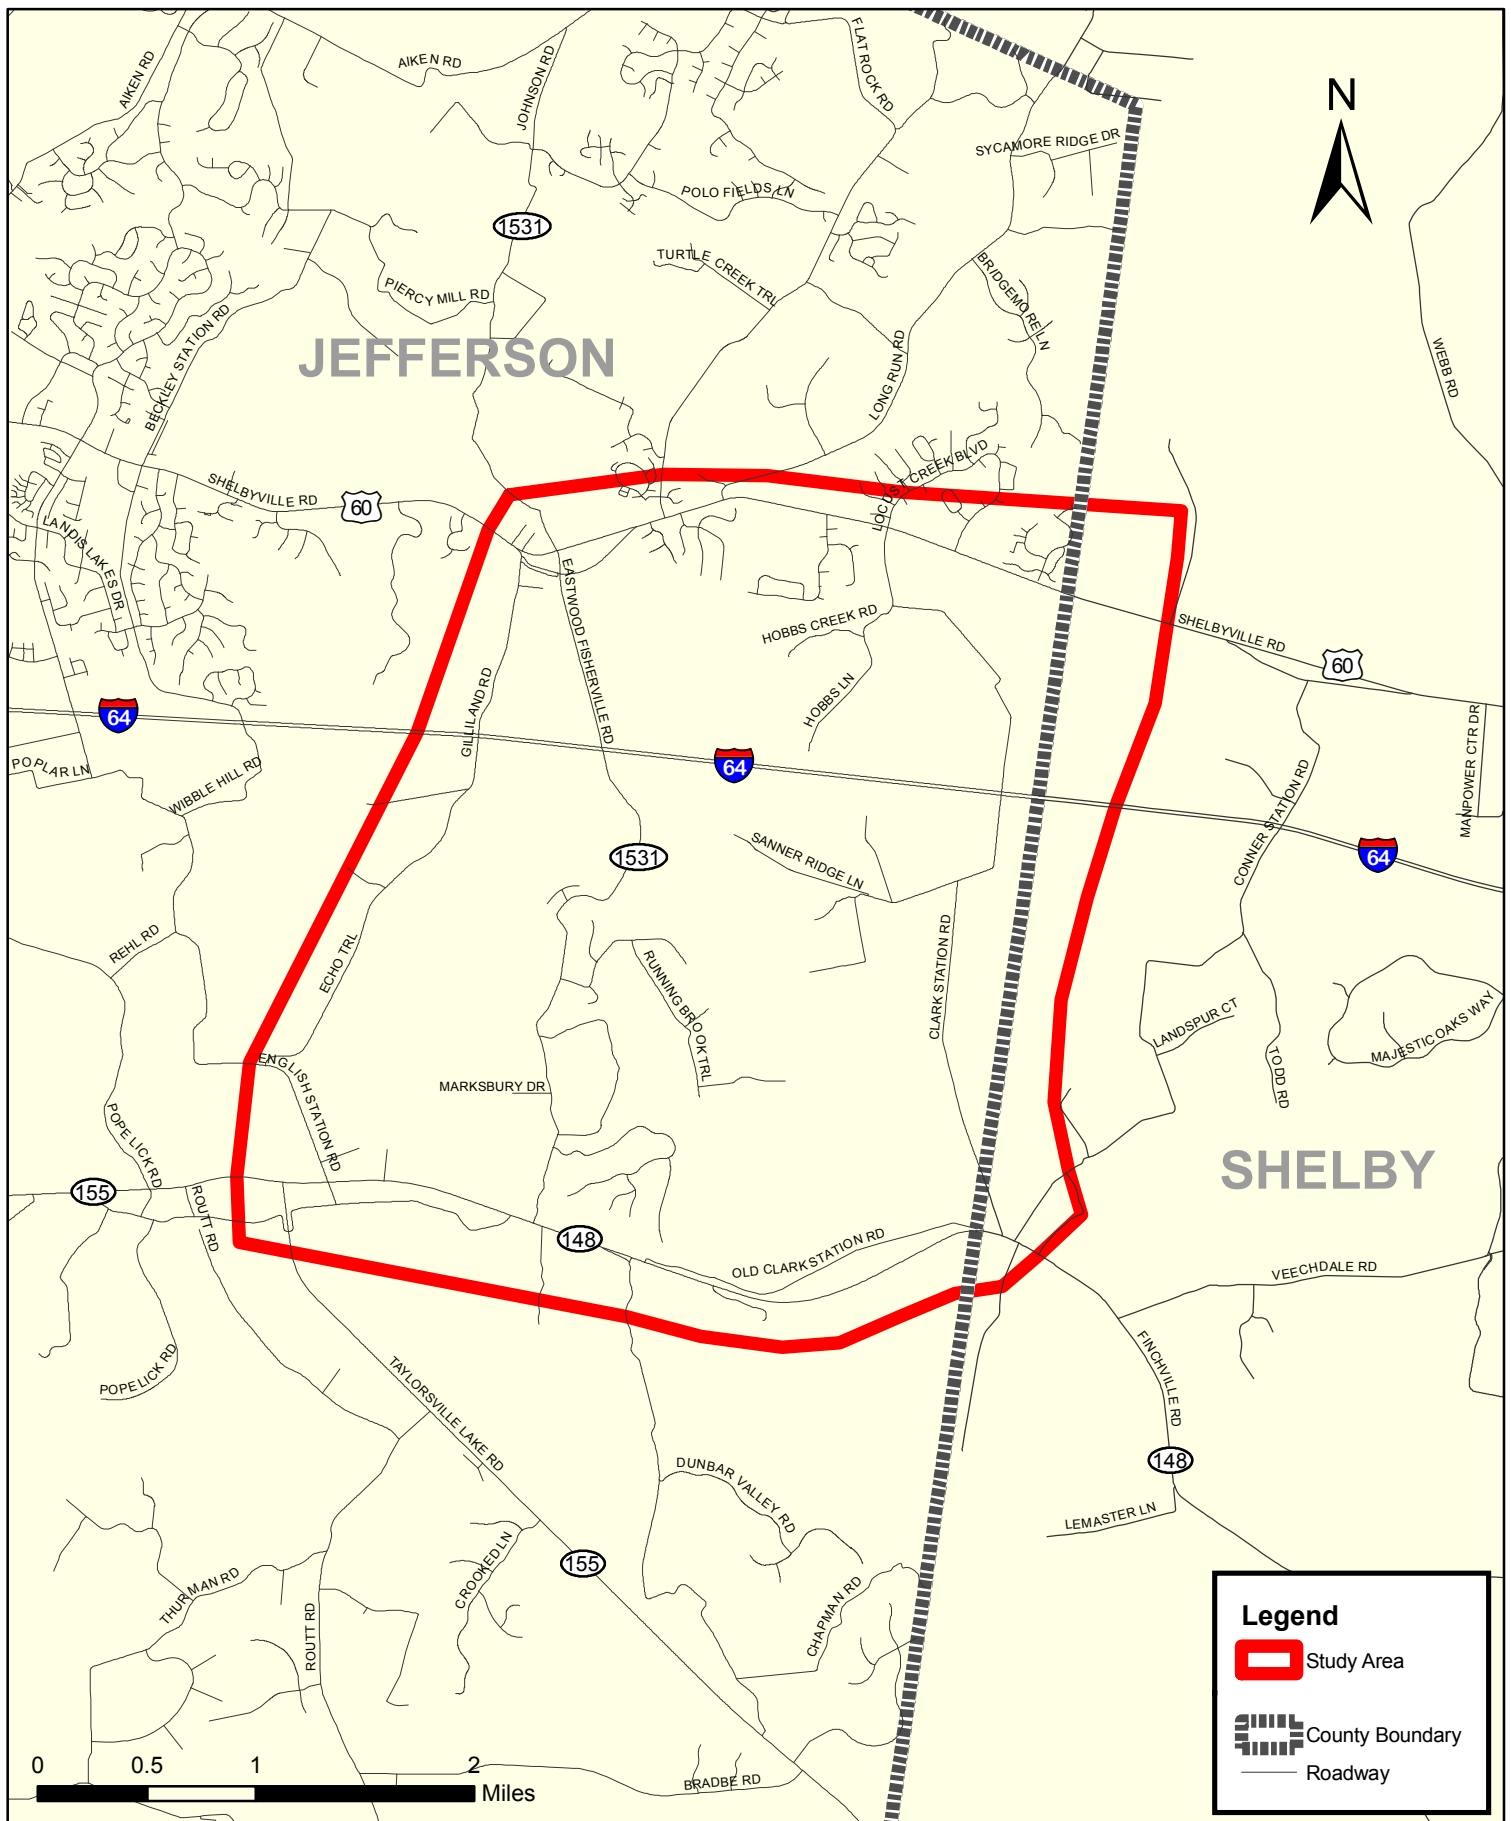 AIKEN RD
AIKEN RD
JOHNSON RD
FLAT ROCK RD
N
SYCAMORE RIDGE DR
POLO FIELDS LN
1531
TURTLE CREEK TRL
BRIDGEMORE LN
PIERCY MILL RD
JEFFERSON
BECKLEY STATION RD
LONG RUN RD
WEBB RD
LOCUST CREEK BLVD
SHELBYVILLE RD
60
LANDIS LAKES DR
EASTWOOD FISHERVILLE RD
HOBBS CREEK RD
SHELBYVILLE RD
60
GILLILAND RD
HOBBS LN
64
64
POPLAR LN
WIBBLE HILL RD
CONNER STATION RD
MANPOWER CTR DR
SANNER RIDGE LN
1531
64
REHL RD
ECHO TRL
RUNNING BROOK TRL
CLARK STATION RD
LANDSPUR CT
MAJESTIC OAKS WAY
TODD RD
ENGLISH STATION RD
MARKSBURY DR
POPE LICK RD
SHELBY
155
ROUTT RD
148
OLD CLARK STATION RD
VEECHDALE RD
POPE LICK RD
TAYLORSVILLE LAKE RD
FINCHVILLE RD
148
DUNBAR VALLEY RD
LEMASTER LN
CROOKED LN
155
THURMAN RD
CHAPMAN RD
ROUTT RD
BRADBE RD
0 0.5 1 2
Miles
Legend
Study Area
County Boundary
Roadway